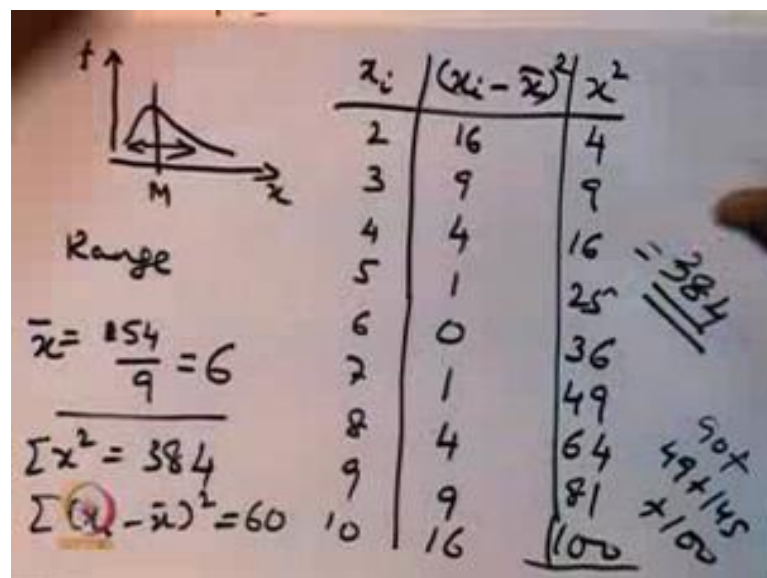 f
M
x
Range
x̄ = 54/9 = 6
Σx² = 384
Σ(xᵢ - x̄)² = 60
xᵢ | (xᵢ - x̄)² | x²
2 | 16 | 4
3 | 9 | 9
4 | 4 | 16
5 | 1 | 25
6 | 0 | 36
7 | 1 | 49
8 | 4 | 64
9 | 9 | 81
10 | 16 | 100
= 384
90+
49+145
+100